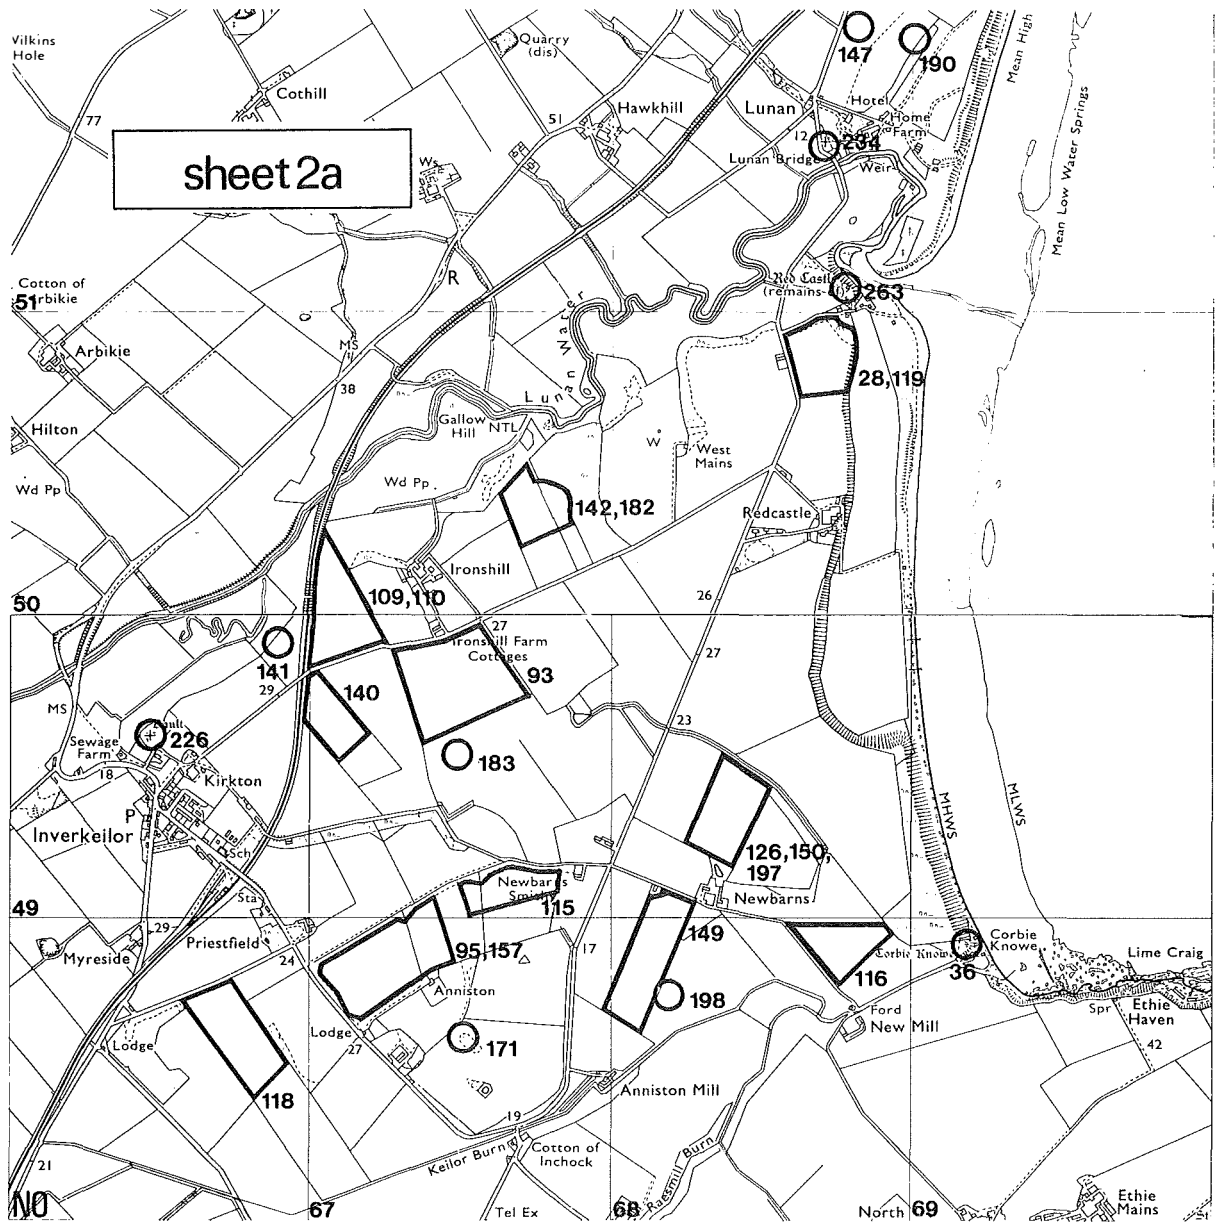 Vilkins
Hole
Cothill
77
Quarry
(dis)
51
Hawkhill
147
190
Lunan
Hotel
Home
Farm
12
234
Lunan Bridge
Weir
Mean High
Mean Low Water Springs
sheet 2a
Ws
R
Cotton of
Arbikie
51
Arbikie
MS
38
Lunan Water
Red Castle
(remains of)
263
28,119
Hilton
Wd Pp
Gallow
Hill
NTL
Wd Pp
W
West
Mains
142,182
Redcastle
Ironshill
109,110
50
26
27
Ironshill Farm
Cottages
141
29
140
93
27
MS
226
Sewage
Farm
18
Kirkton
183
23
P
Inverkeilor
Sch
Sta
MHWS
MLWS
126,150,
197
Newbarns
Newbarns
Smithy
115
49
29
Priestfield
Myreside
24
95,157
17
149
Corbie Knowe
36
Corbie
Knowe
Lime Craig
116
Anniston
198
Ford
New Mill
Spr
Ethie
Haven
Lodge
Lodge
27
171
42
118
Anniston Mill
19
Keilor Burn
Cotton of
Inchock
Raesmill Burn
21
NO
67
Tel Ex
68
North
69
Ethie
Mains